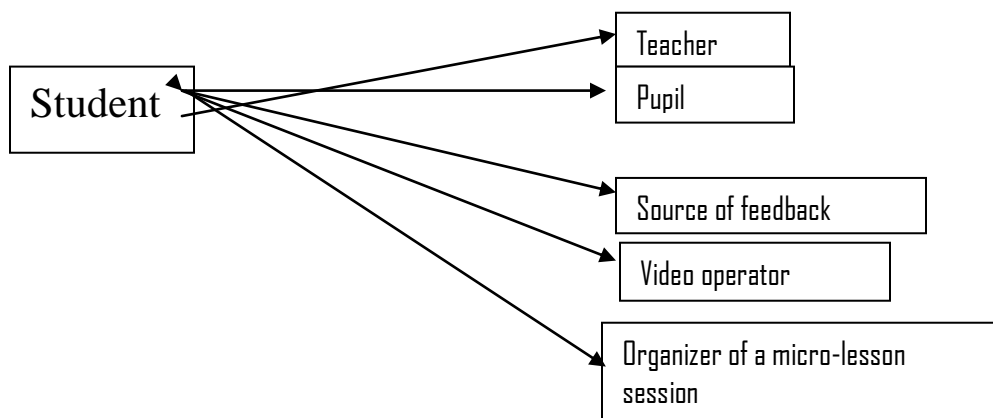 Student
Teacher
Pupil
Source of feedback
Video operator
Organizer of a micro-lesson
session